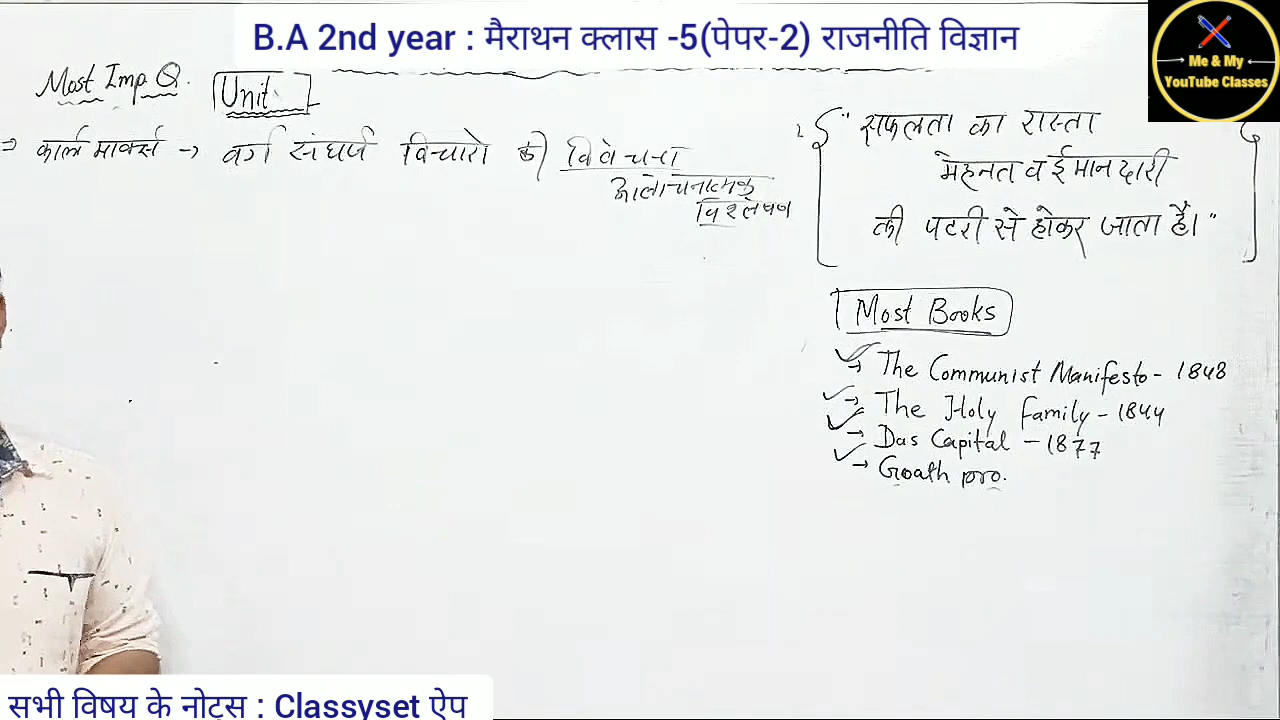 B.A 2nd year : मैराथन क्लास -5(पेपर-2) राजनीति विज्ञान
Me & My
YouTube Classes
Most Imp Q.
Unit
⇒ कार्ल मार्क्स → वर्ग संघर्ष विचारो की विवेचना
आलोचनात्मक
विश्लेषण
"सफलता का रास्ता
मेहनत व ईमानदारी
की पटरी से होकर जाता है।"
Most Books
→ The Communist Manifesto - 1848
→ The Holy Family - 1844
→ Das Capital - 1877
→ Goath pro.
सभी विषय के नोट्स : Classyset ऐप